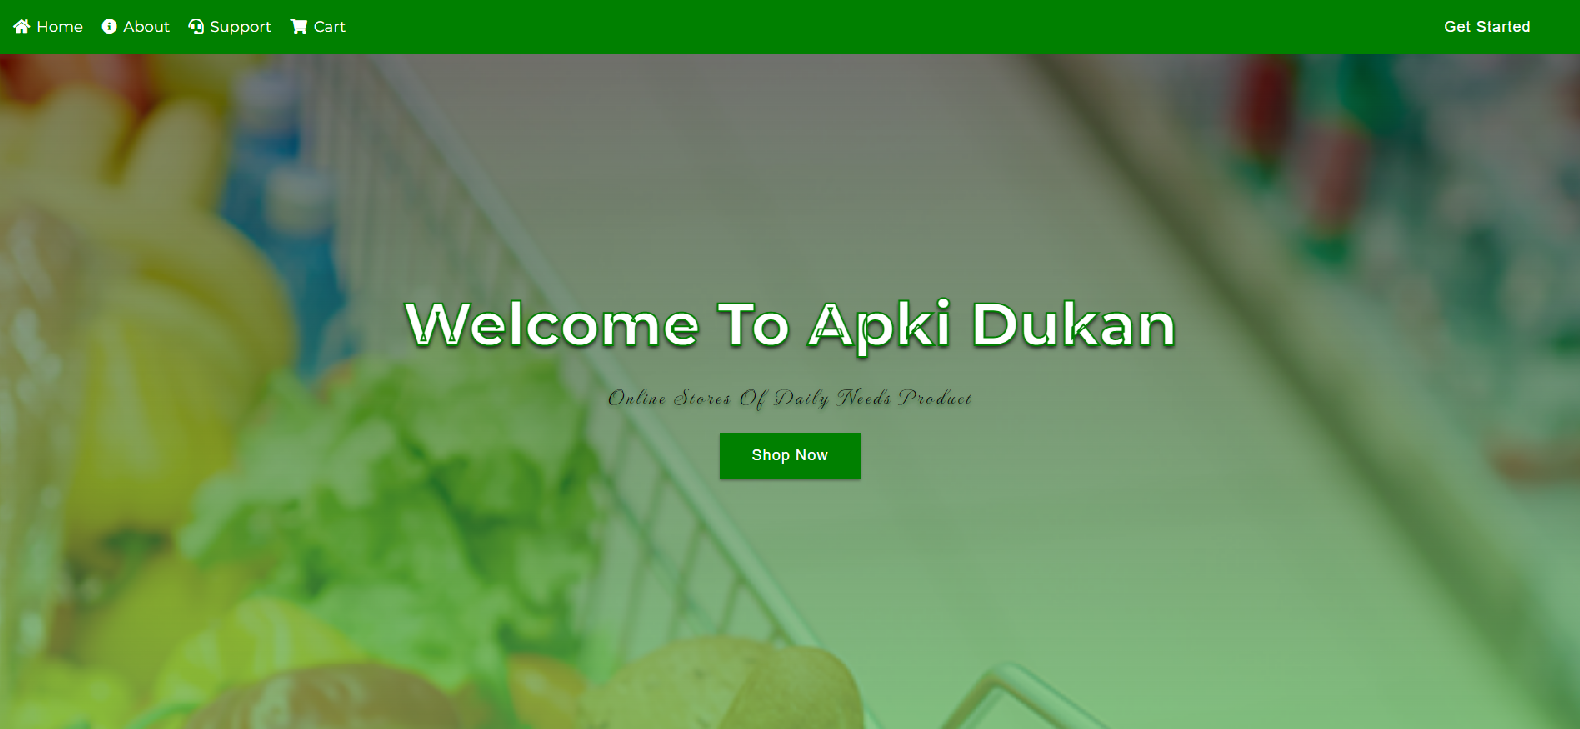 Home About Support Cart Get Started
Welcome To Apki Dukan
Online Stores Of Daily Needs Product
Shop Now